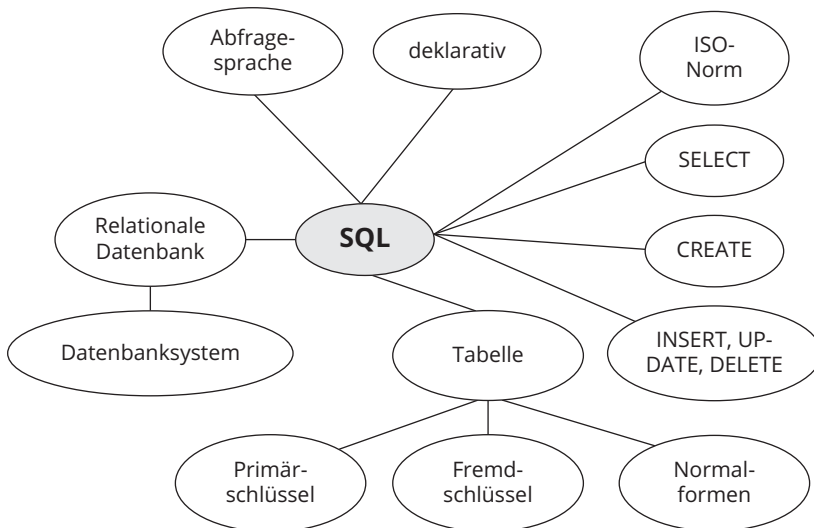 Abfrage-
sprache
deklarativ
ISO-
Norm
SELECT
Relationale
Datenbank
SQL
CREATE
Datenbanksystem
Tabelle
INSERT, UP-
DATE, DELETE
Primär-
schlüssel
Fremd-
schlüssel
Normal-
formen